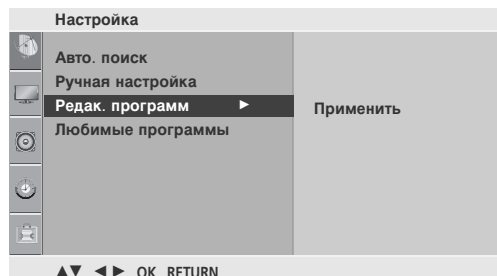 Настройка
Авто. поиск
Ручная настройка
Редак. программ ► Применить
Любимые программы
▲▼ ◄► OK RETURN